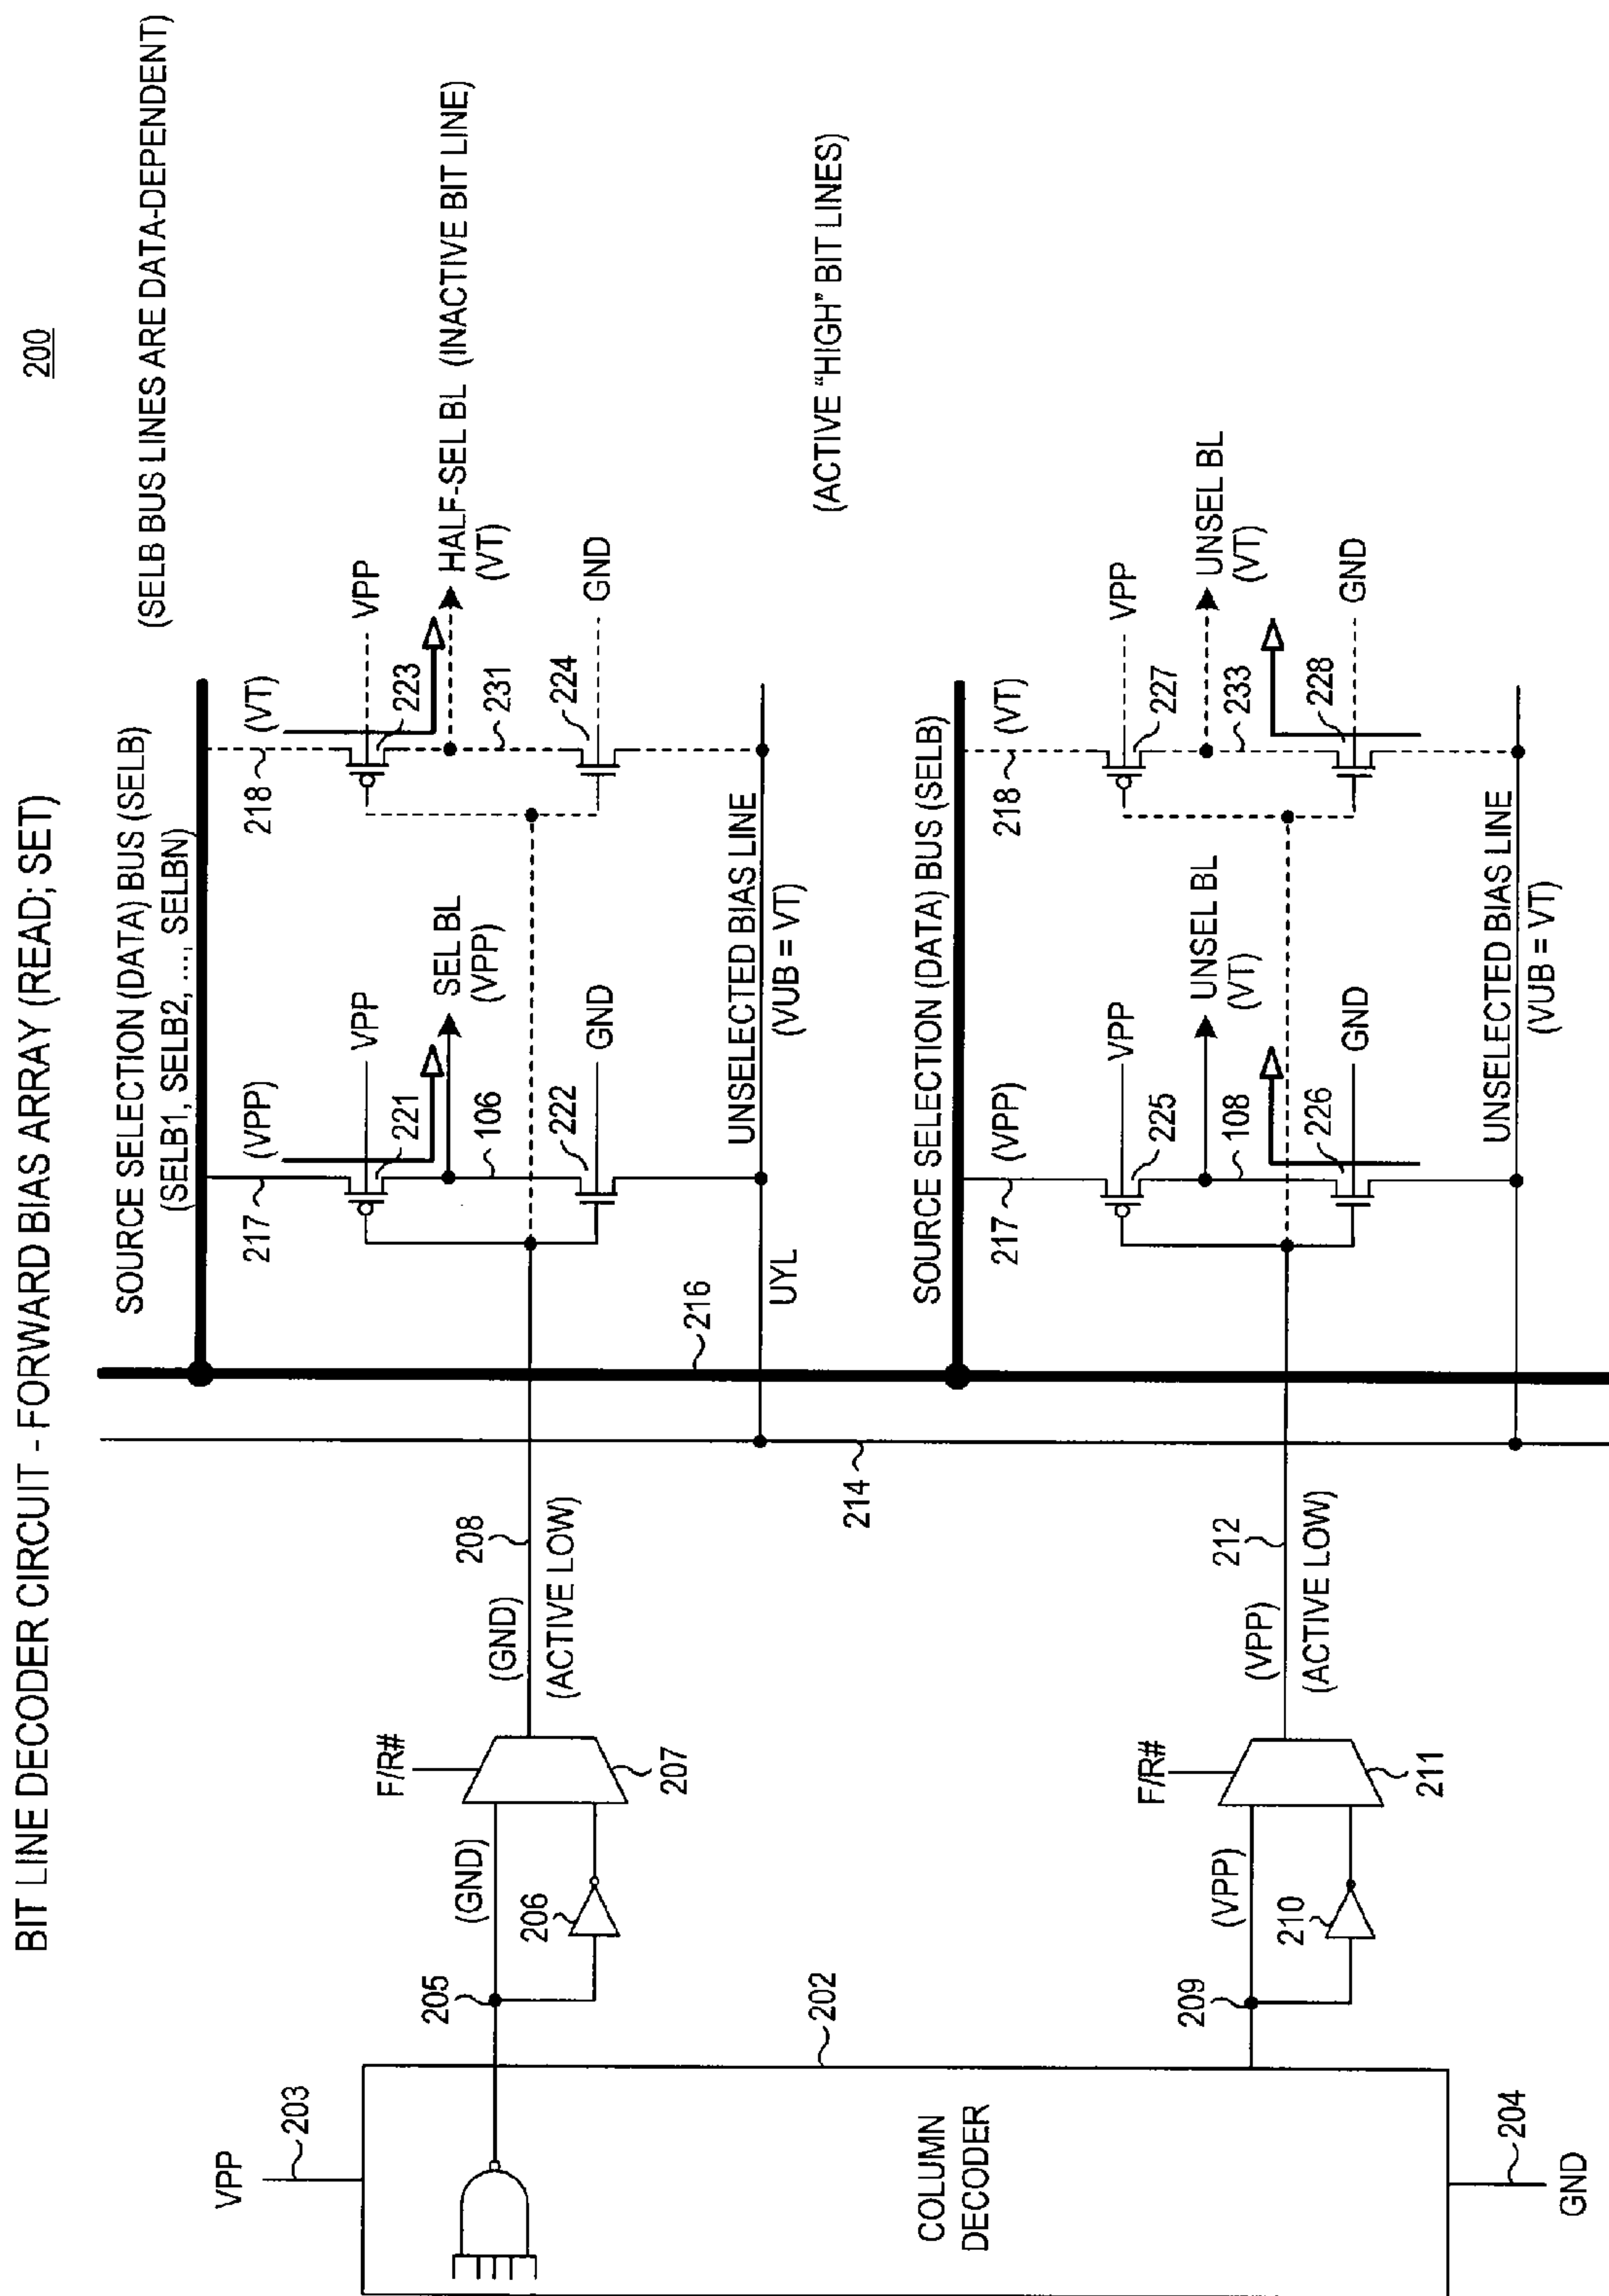 200
BIT LINE DECODER CIRCUIT - FORWARD BIAS ARRAY (READ; SET)
(SELB BUS LINES ARE DATA-DEPENDENT)
SOURCE SELECTION (DATA) BUS (SELB)
(SELB1, SELB2, ...., SELBN)
217
(VPP)
218
(VT)
VPP
221
VPP
223
SEL BL
(VPP)
HALF-SEL BL (INACTIVE BIT LINE)
(VT)
106
231
222
GND
224
GND
UYL
UNSELECTED BIAS LINE
(VUB = VT)
VPP
203
205
(GND)
206
F/R#
207
(GND)
208
(ACTIVE LOW)
216
214
(ACTIVE "HIGH" BIT LINES)
202
COLUMN
DECODER
SOURCE SELECTION (DATA) BUS (SELB)
217
(VPP)
218
(VT)
VPP
225
VPP
227
UNSEL BL
(VT)
UNSEL BL
(VT)
108
233
226
GND
228
GND
209
(VPP)
210
F/R#
211
(VPP)
212
(ACTIVE LOW)
UNSELECTED BIAS LINE
(VUB = VT)
204
GND